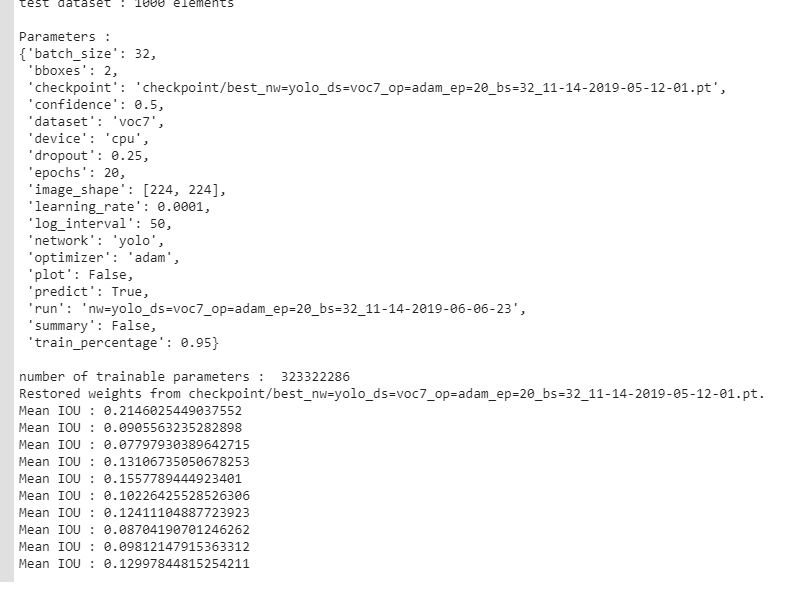 test dataset : 1000 elements
Parameters :
{'batch_size': 32,
'bboxes': 2,
'checkpoint': 'checkpoint/best_nw=yolo_ds=voc7_op=adam_ep=20_bs=32_11-14-2019-05-12-01.pt',
'confidence': 0.5,
'dataset': 'voc7',
'device': 'cpu',
'dropout': 0.25,
'epochs': 20,
'image_shape': [224, 224],
'learning_rate': 0.0001,
'log_interval': 50,
'network': 'yolo',
'optimizer': 'adam',
'plot': False,
'predict': True,
'run': 'nw=yolo_ds=voc7_op=adam_ep=20_bs=32_11-14-2019-06-06-23',
'summary': False,
'train_percentage': 0.95}
number of trainable parameters :  323322286
Restored weights from checkpoint/best_nw=yolo_ds=voc7_op=adam_ep=20_bs=32_11-14-2019-05-12-01.pt.
Mean IOU : 0.2146025449037552
Mean IOU : 0.0905563235282898
Mean IOU : 0.07797930389642715
Mean IOU : 0.13106735050678253
Mean IOU : 0.1557789444923401
Mean IOU : 0.10226425528526306
Mean IOU : 0.12411104887723923
Mean IOU : 0.08704190701246262
Mean IOU : 0.09812147915363312
Mean IOU : 0.12997844815254211